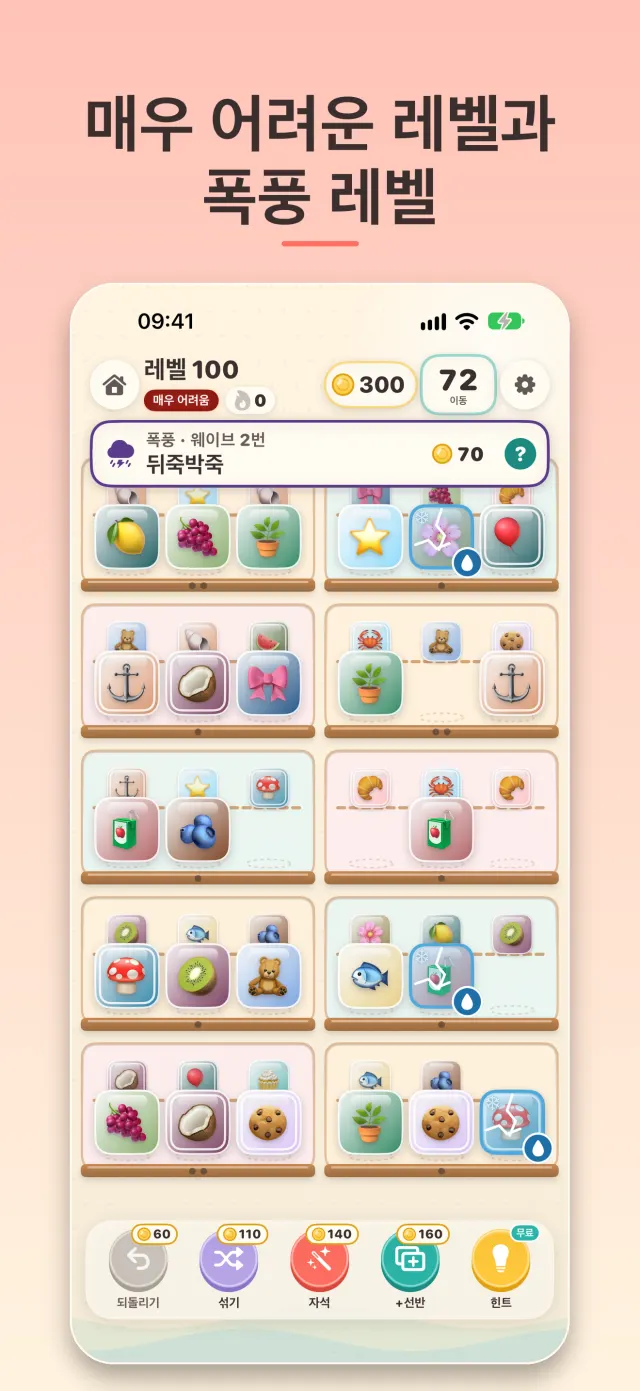 매우 어려운 레벨과
폭풍 레벨
09:41
레벨 100
매우 어려움
0
300
72
이동
폭풍 · 웨이브 2번
뒤죽박죽
70
?
60
110
140
160
무료
되돌리기
섞기
자석
+선반
힌트